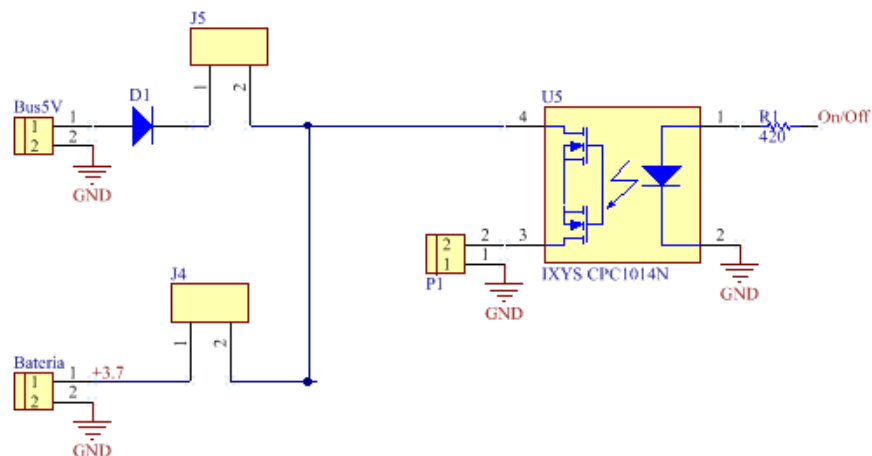 J5
1
2
Bus5V
1
2
1
2
GND
D1
U5
4
3
1
2
IXYS CPC1014N
R1
420
On/Off
GND
2
1
2
1
P1
GND
J4
1
2
Bateria
1
2
1
2
+3.7
GND